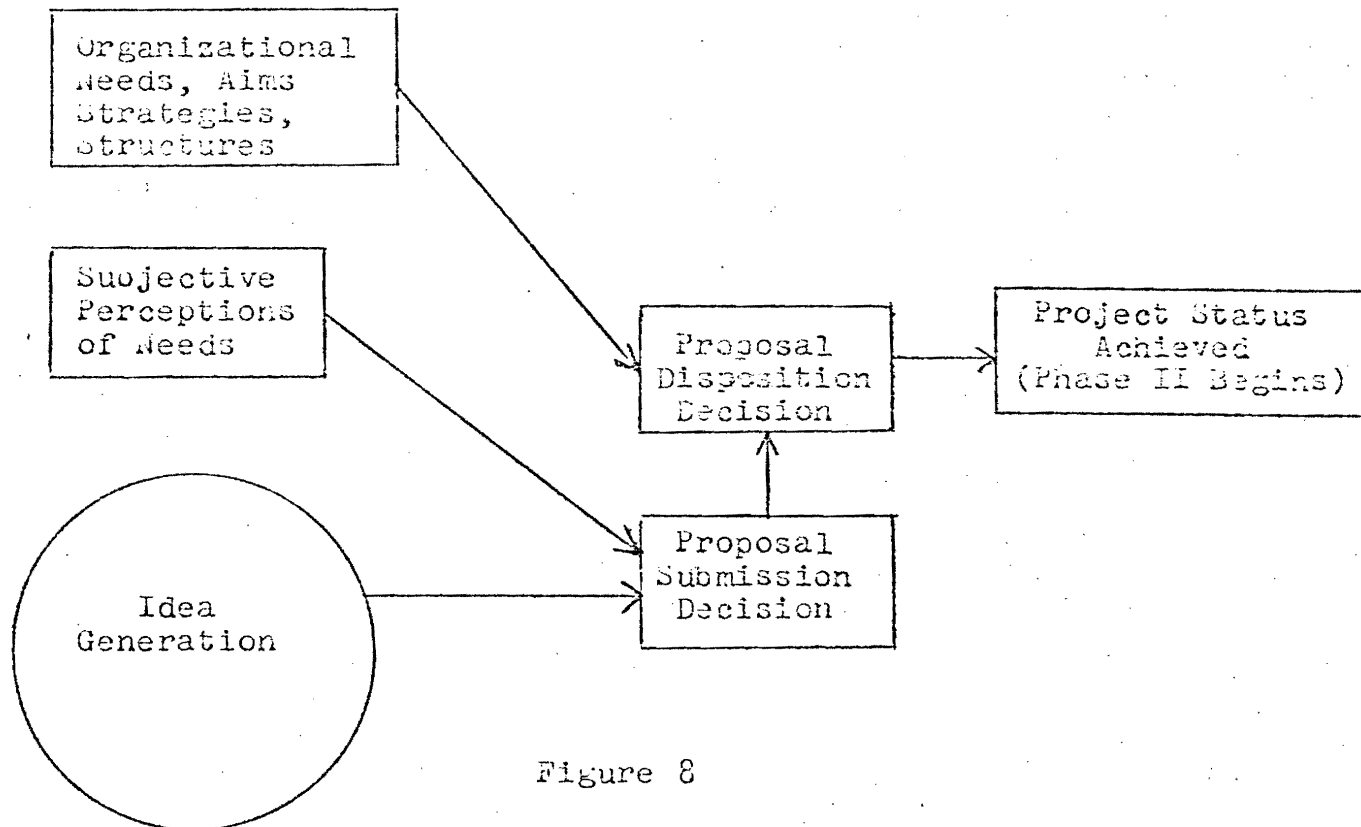 Organizational
Needs, Aims
Strategies,
Structures
Subjective
Perceptions
of Needs
Idea
Generation
Proposal
Disposition
Decision
Proposal
Submission
Decision
Project Status
Achieved
(Phase II Begins)
Figure 8